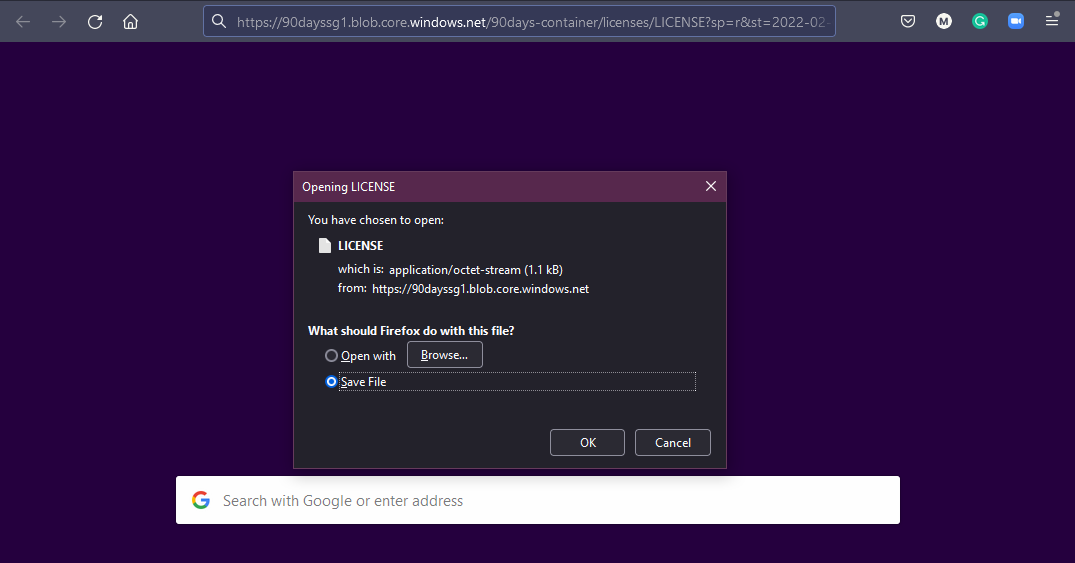 https://90dayssg1.blob.core.windows.net/90days-container/licenses/LICENSE?sp=r&st=2022-02-
M
Opening LICENSE
You have chosen to open:
LICENSE
which is: application/octet-stream (1.1 kB)
from: https://90dayssg1.blob.core.windows.net
What should Firefox do with this file?
Open with Browse...
Save File
OK Cancel
G Search with Google or enter address